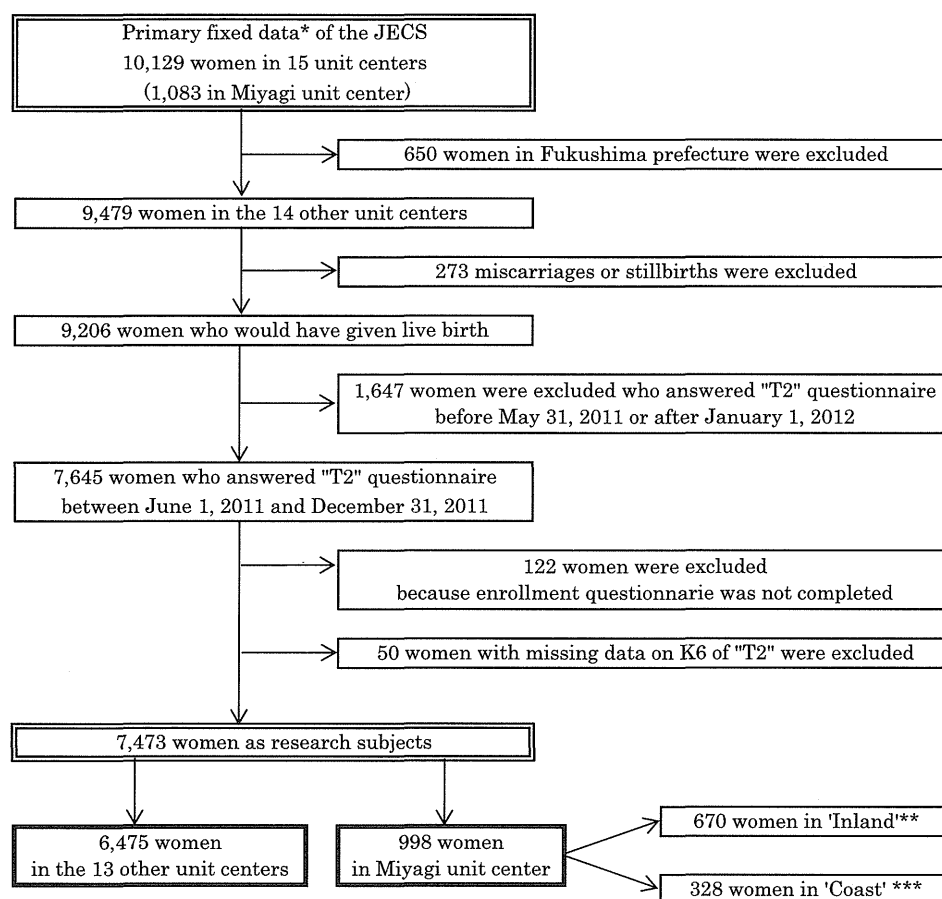 Primary fixed data* of the JECS
10,129 women in 15 unit centers
(1,083 in Miyagi unit center)
650 women in Fukushima prefecture were excluded
9,479 women in the 14 other unit centers
273 miscarriages or stillbirths were excluded
9,206 women who would have given live birth
1,647 women were excluded who answered "T2" questionnaire
before May 31, 2011 or after January 1, 2012
7,645 women who answered "T2" questionnaire
between June 1, 2011 and December 31, 2011
122 women were excluded
because enrollment questionnarie was not completed
50 women with missing data on K6 of "T2" were excluded
7,473 women as research subjects
6,475 women
in the 13 other unit centers
998 women
in Miyagi unit center
670 women in 'Inland'**
328 women in 'Coast' ***